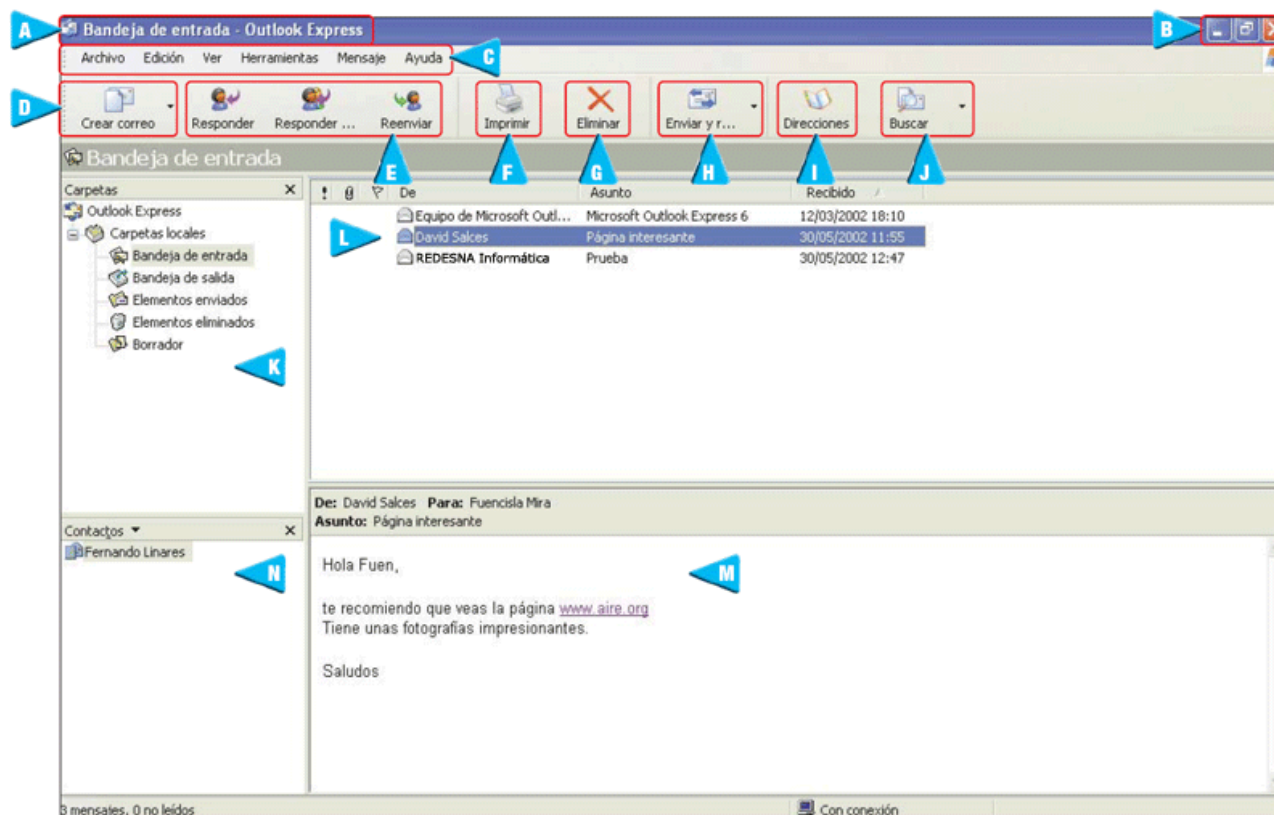 A
Bandeja de entrada - Outlook Express
B
Archivo Edición Ver Herramientas Mensaje Ayuda
C
D
Crear correo Responder Responder ... Reenviar Imprimir Eliminar Enviar y r... Direcciones Buscar
E F G H I J
Bandeja de entrada
Carpetas
! De Asunto Recibido
Outlook Express
Carpetas locales
Bandeja de entrada
Bandeja de salida
Elementos enviados
Elementos eliminados
Borrador
K
Equipo de Microsoft Outl... Microsoft Outlook Express 6 12/03/2002 18:10
L
David Salces Página interesante 30/05/2002 11:55
REDESNA Informática Prueba 30/05/2002 12:47
De: David Salces Para: Fuencisla Mira
Asunto: Página interesante
Contactos
Fernando Linares
N
Hola Fuen,
M
te recomiendo que veas la página www.aire.org
Tiene unas fotografías impresionantes.
Saludos
3 mensajes, 0 no leídos
Con conexión